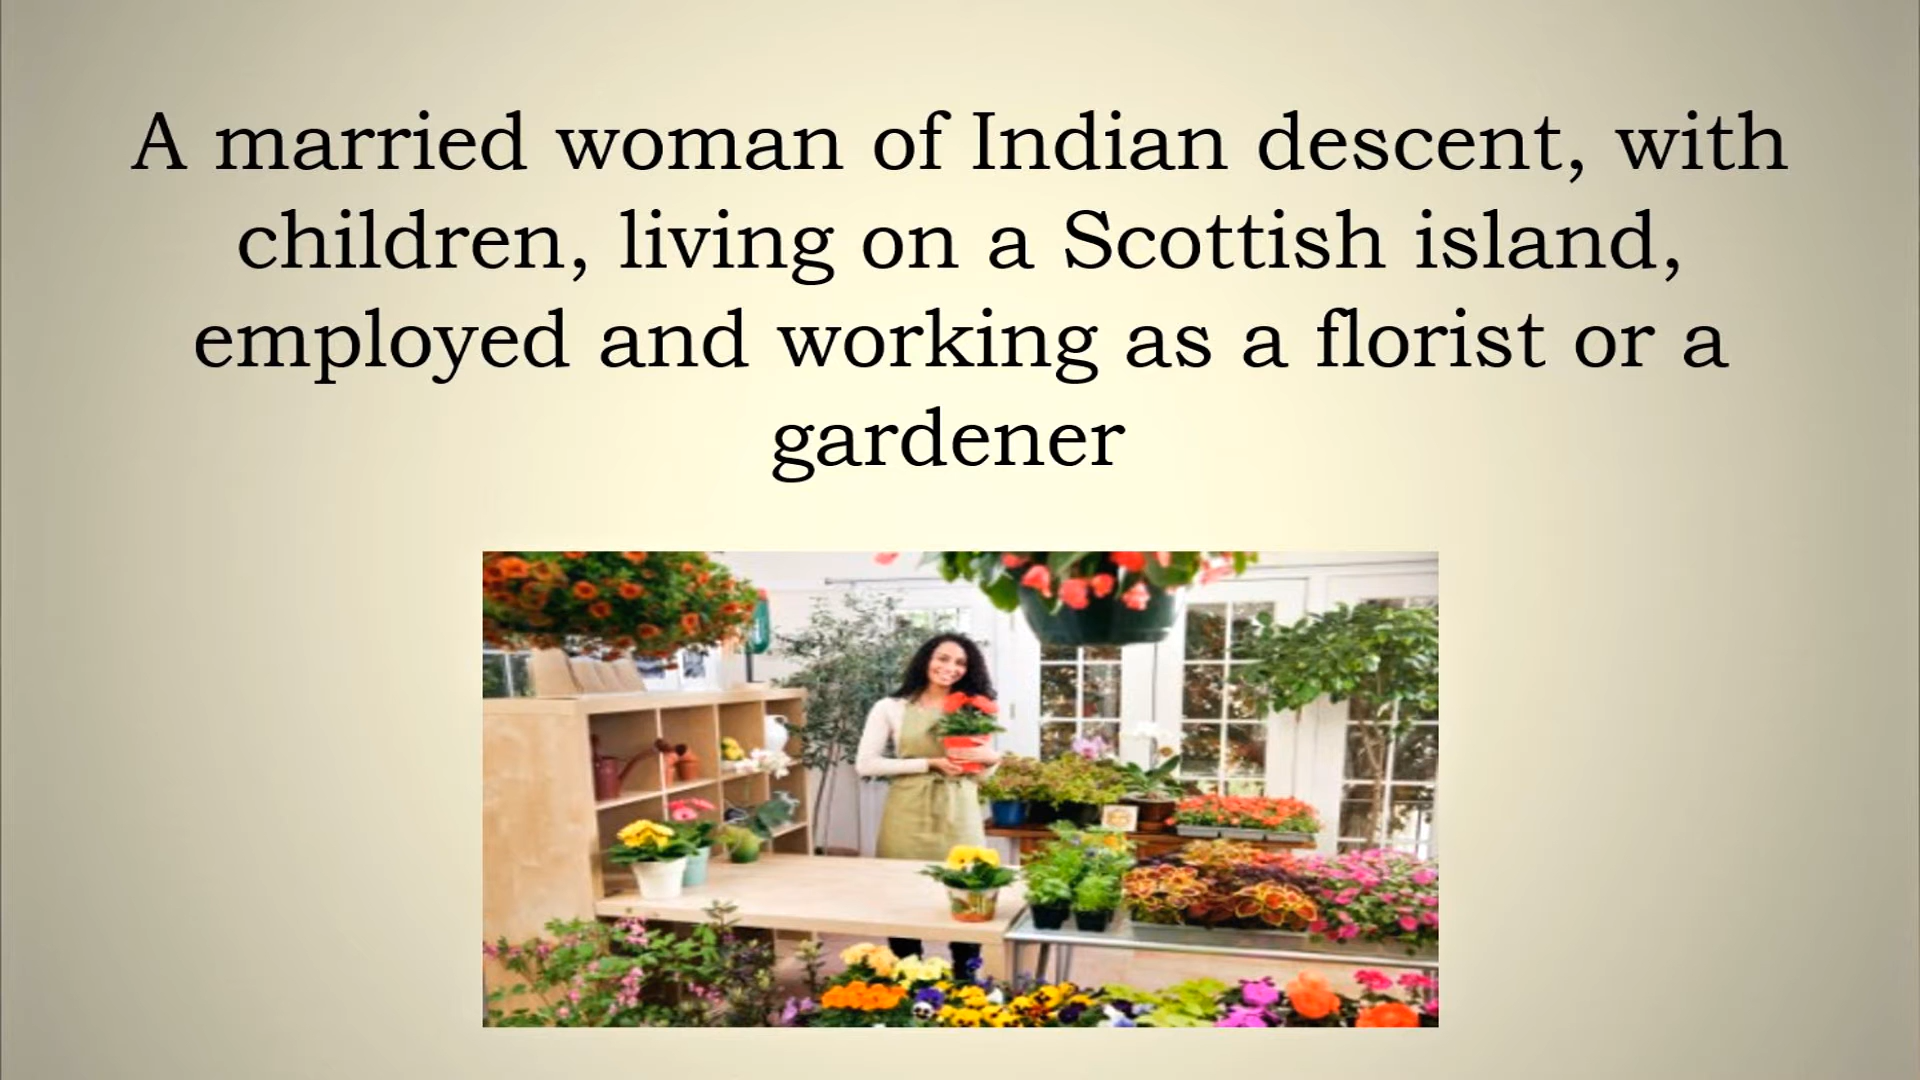 A married woman of Indian descent, with
children, living on a Scottish island,
employed and working as a florist or a
gardener